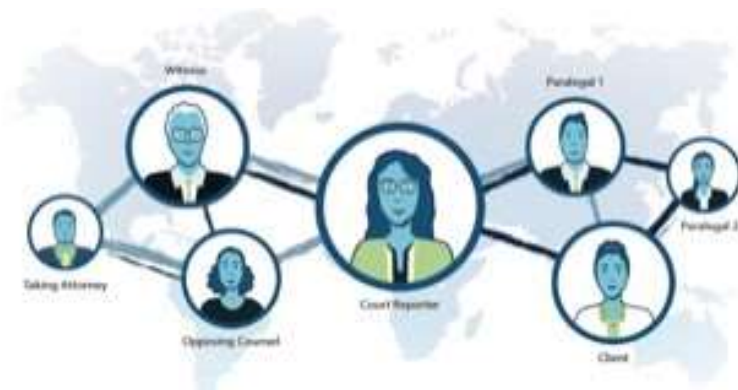 Witness
Paralegal 1
Taking Attorney
Opposing Counsel
Court Reporter
Paralegal 2
Client